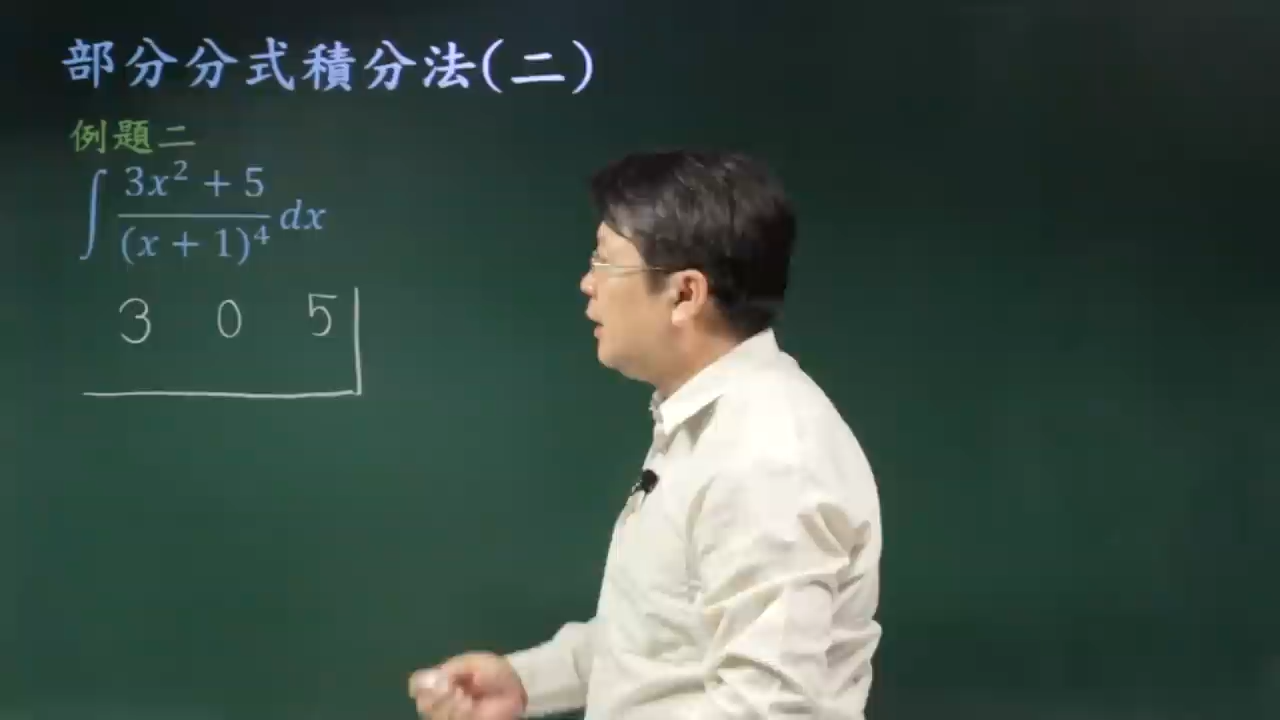 部分分式積分法(二)
例題二
∫ (3x² + 5)/(x + 1)⁴ dx
3 0 5